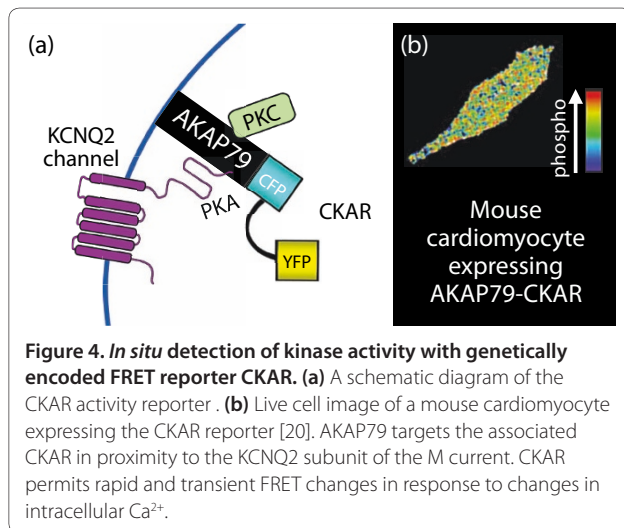 (a)
(b)
KCNQ2
channel
AKAP79
PKC
PKA
CFP
CKAR
YFP
phospho
Mouse
cardiomyocyte
expressing
AKAP79-CKAR
Figure 4. In situ detection of kinase activity with genetically
encoded FRET reporter CKAR. (a) A schematic diagram of the
CKAR activity reporter . (b) Live cell image of a mouse cardiomyocyte
expressing the CKAR reporter [20]. AKAP79 targets the associated
CKAR in proximity to the KCNQ2 subunit of the M current. CKAR
permits rapid and transient FRET changes in response to changes in
intracellular Ca²⁺.